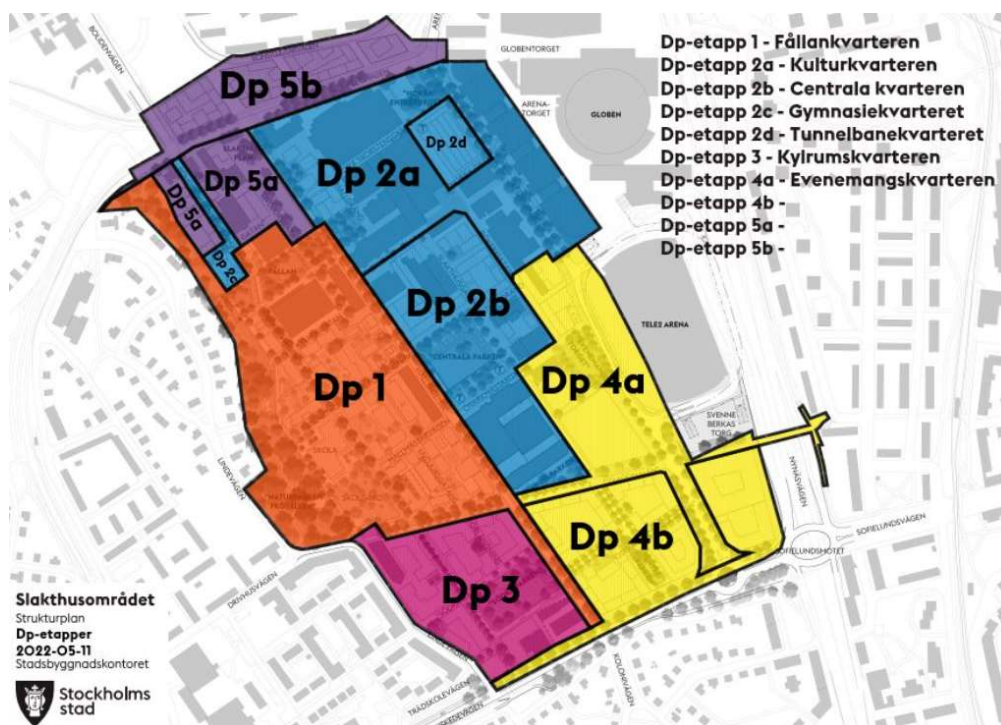 Dp-etapp 1 - Fållankvarteren
Dp-etapp 2a - Kulturkvarteren
Dp-etapp 2b - Centrala kvarteren
Dp-etapp 2c - Gymnasiekvarteret
Dp-etapp 2d - Tunnelbanekvarteret
Dp-etapp 3 - Kylrumskvarteren
Dp-etapp 4a - Evenemangskvarteren
Dp-etapp 4b -
Dp-etapp 5a -
Dp-etapp 5b -
BOLIDENVÄGEN
GLOBENTORGET
Dp 5b
ARENA-
TORGET
GLOBEN
Dp 2d
Dp 5a
Dp 2a
Dp 5a
Dp 2c
FÅLLAN
Dp 2b
TELE2 ARENA
Dp 1
Dp 4a
SVENNE
BERKAS
TORG
SKOLA
LINDEVÄGEN
NYNÄSVÄGEN
Dp 4b
SOFIELUNDSVÄGEN
SOFIELUNDSMOTET
DRIVHUSVÄGEN
Dp 3
KOLONIVÄGEN
TRÄDSKOLEVÄGEN
Slakthusområdet
Strukturplan
Dp-etapper
2022-05-11
Stadsbyggnadskontoret
Stockholms
stad